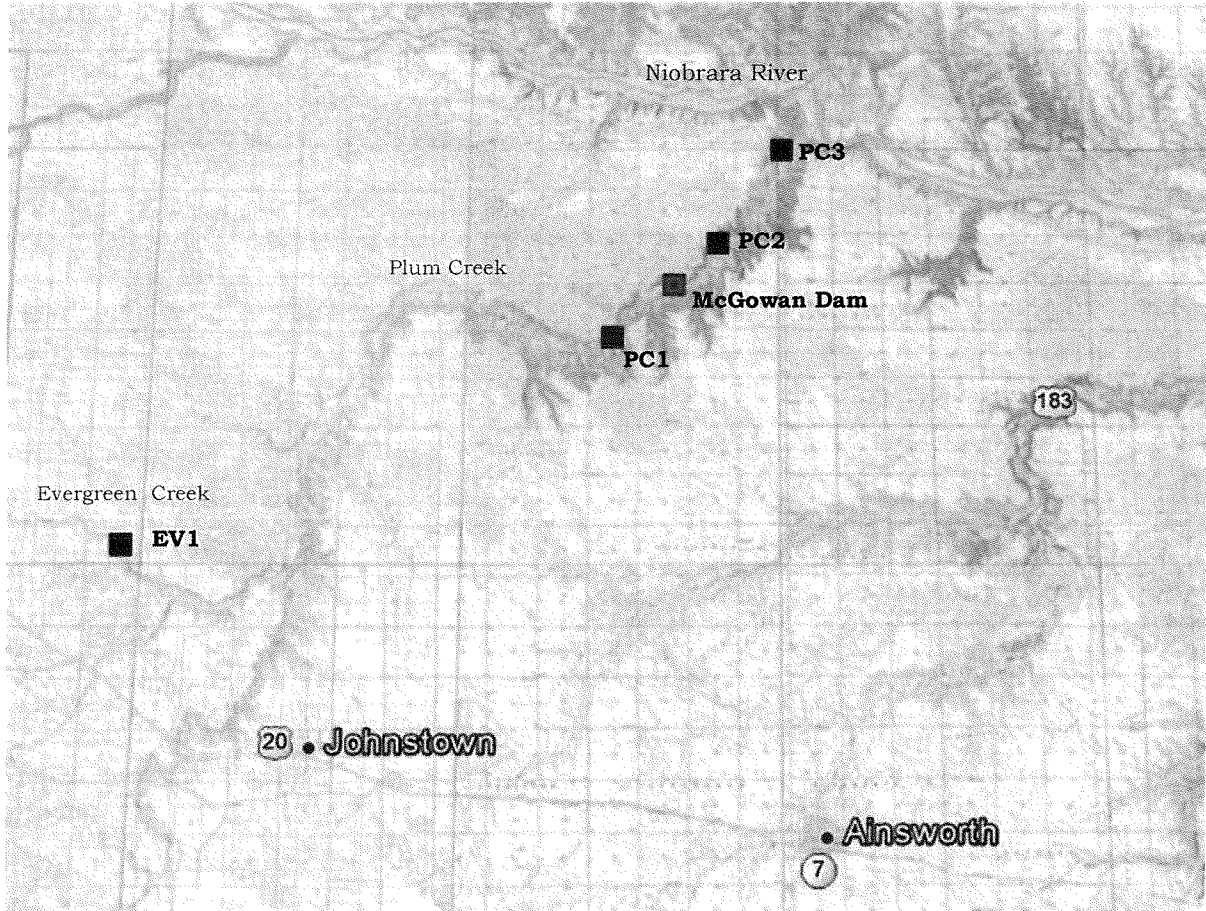 Niobrara River
PC3
PC2
Plum Creek
McGowan Dam
PC1
183
Evergreen Creek
EV1
20
Johnstown
Ainsworth
7